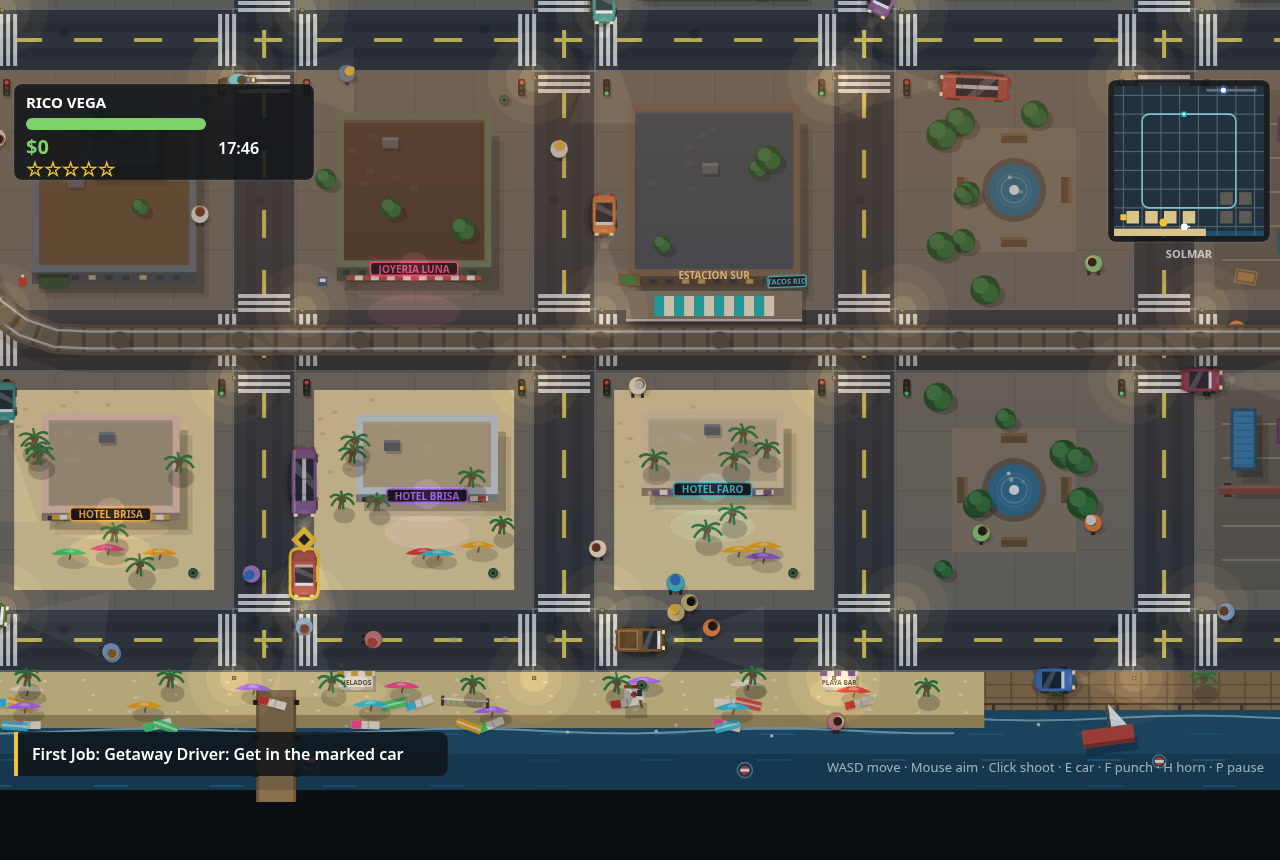 RICO VEGA
$0 17:46
SOLMAR
JOYERIA LUNA
ESTACION SUR
TACOS RICO
HOTEL BRISA
HOTEL BRISA
HOTEL FARO
HELADOS
PLAYA BAR
First Job: Getaway Driver: Get in the marked car
WASD move · Mouse aim · Click shoot · E car · F punch · H horn · P pause